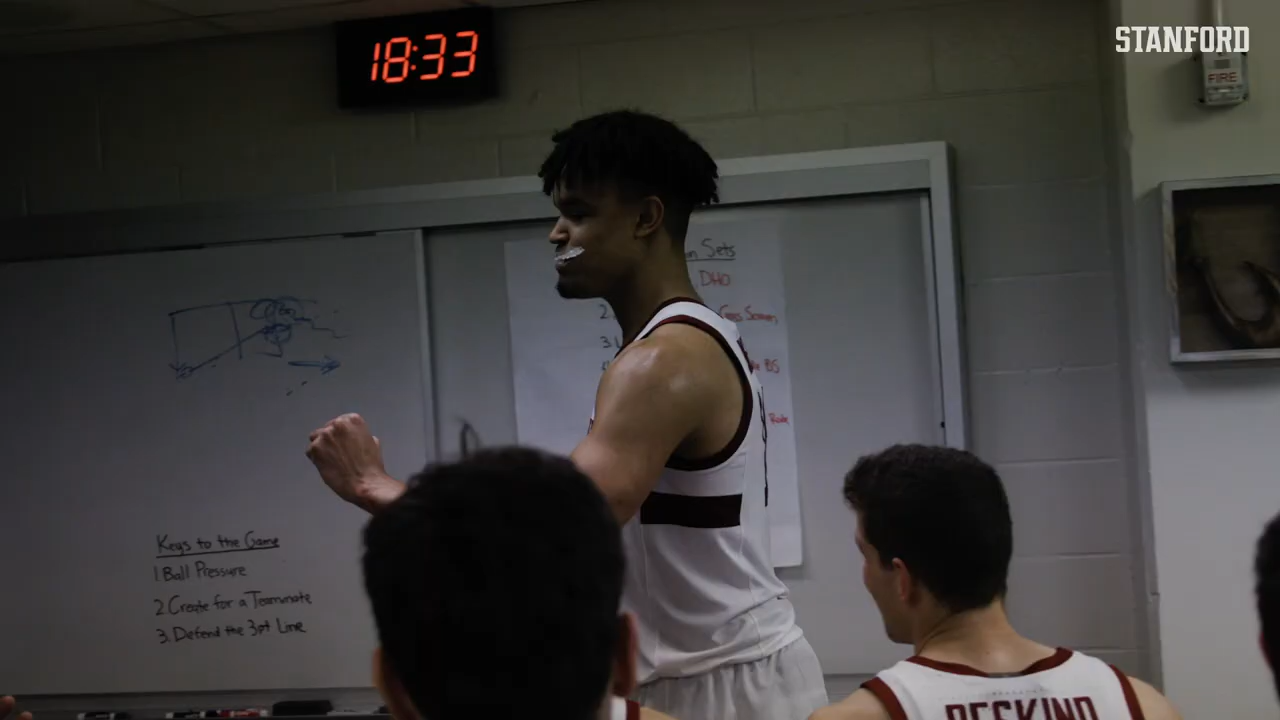 18:33
STANFORD
FIRE
Sets
DHO
2.
3.
BS
Keys to the Game
1 Ball Pressure
2. Create for a Teammate
3. Defend the 3pt Line
BESKIND